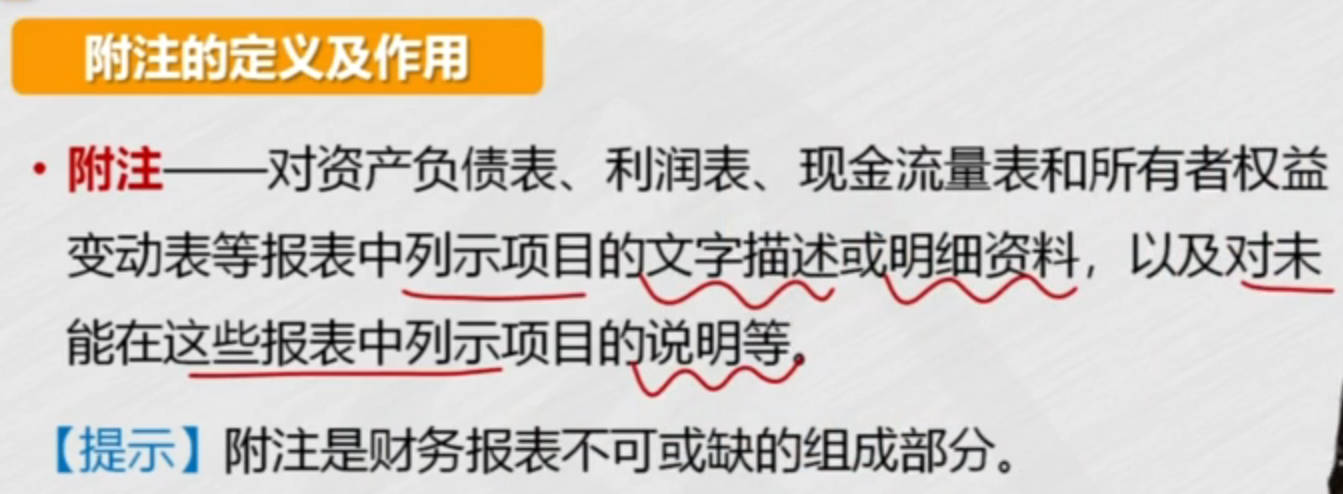 附注的定义及作用
• 附注——对资产负债表、利润表、现金流量表和所有者权益
变动表等报表中列示项目的文字描述或明细资料，以及对未
能在这些报表中列示项目的说明等。
【提示】附注是财务报表不可或缺的组成部分。